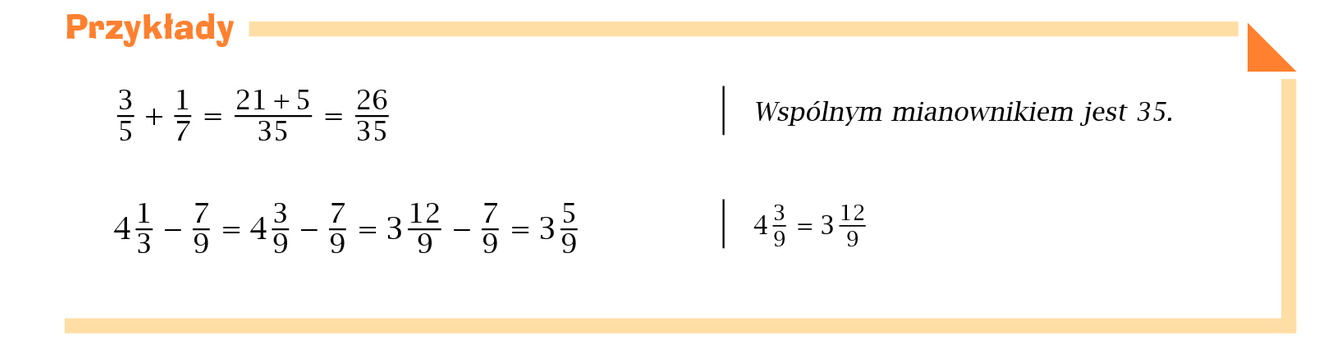 Przykłady
3/5 + 1/7 = (21 + 5)/35 = 26/35 | Wspólnym mianownikiem jest 35.
4 1/3 − 7/9 = 4 3/9 − 7/9 = 3 12/9 − 7/9 = 3 5/9 | 4 3/9 = 3 12/9